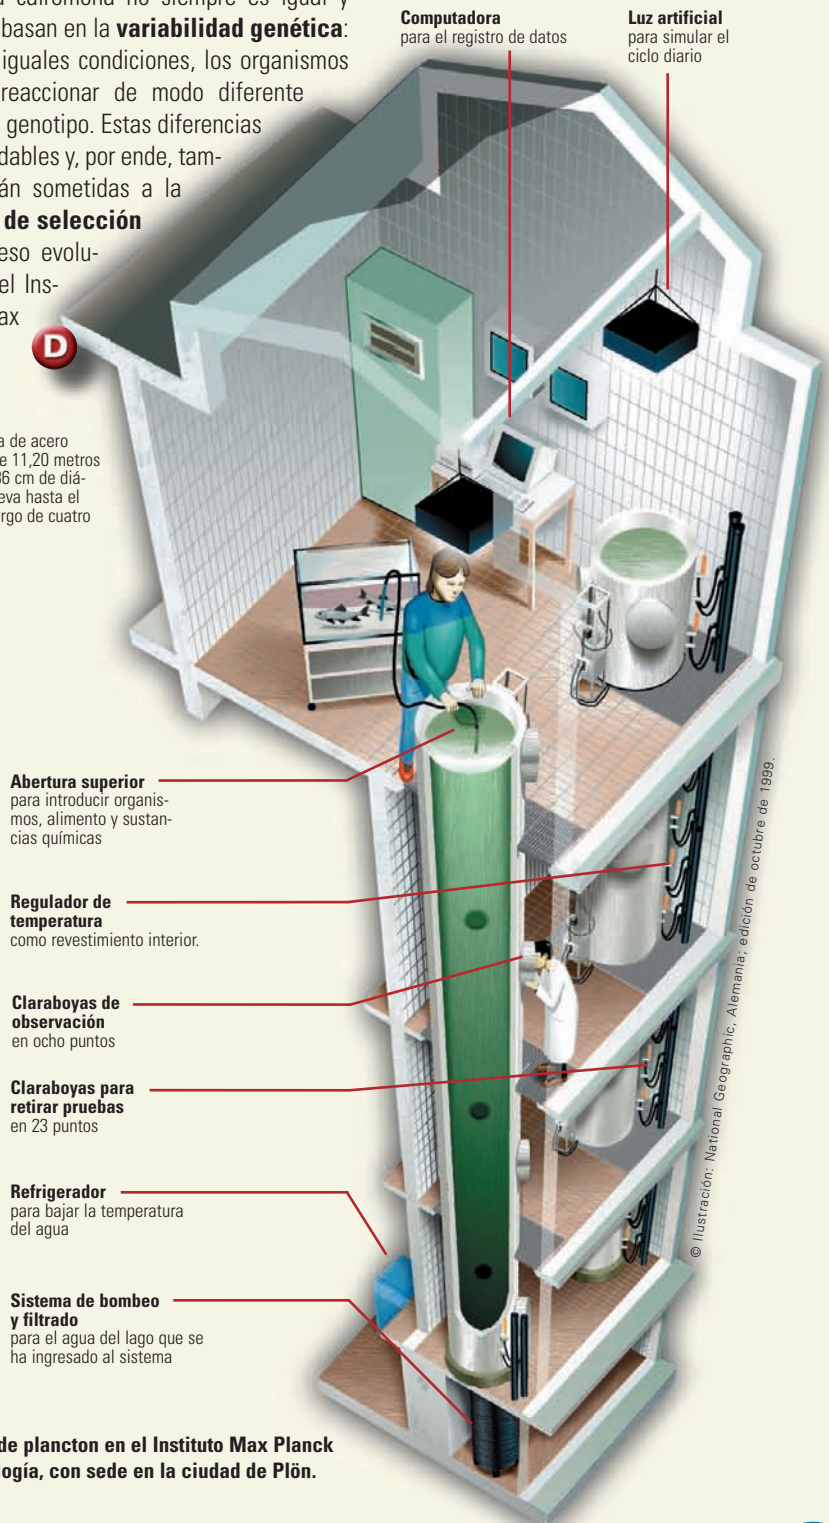 calromona no siempre es igual y
basan en la variabilidad genética:
iguales condiciones, los organismos
reaccionar de modo diferente
genotipo. Estas diferencias
dables y, por ende, tam-
án sometidas a la
de selección
eso evolu-
el Ins-
ax
D
a de acero
e 11,20 metros
86 cm de diá-
eva hasta el
rgo de cuatro
Computadora
para el registro de datos
Luz artificial
para simular el
ciclo diario
Abertura superior
para introducir organis-
mos, alimento y sustan-
cias químicas
Regulador de
temperatura
como revestimiento interior.
Claraboyas de
observación
en ocho puntos
Claraboyas para
retirar pruebas
en 23 puntos
Refrigerador
para bajar la temperatura
del agua
Sistema de bombeo
y filtrado
para el agua del lago que se
ha ingresado al sistema
de plancton en el Instituto Max Planck
logía, con sede en la ciudad de Plön.
© Ilustración: National Geographic, Alemania; edición de octubre de 1999.